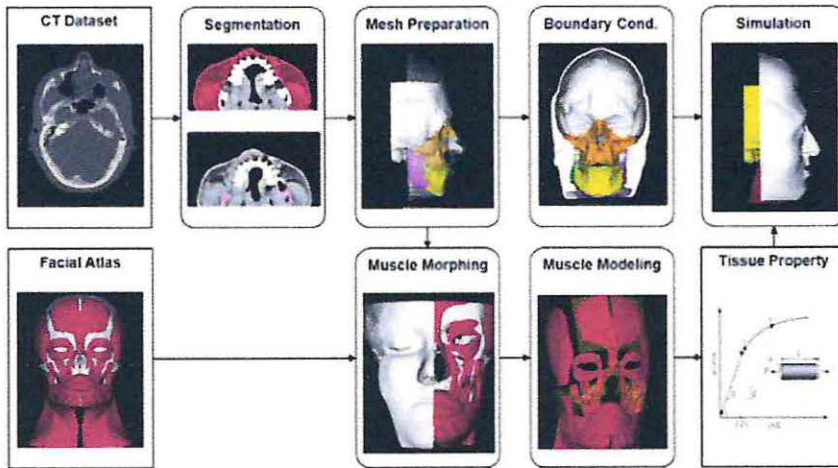 CT Dataset
Segmentation
Mesh Preparation
Boundary Cond.
Simulation
Facial Atlas
Muscle Morphing
Muscle Modeling
Tissue Property